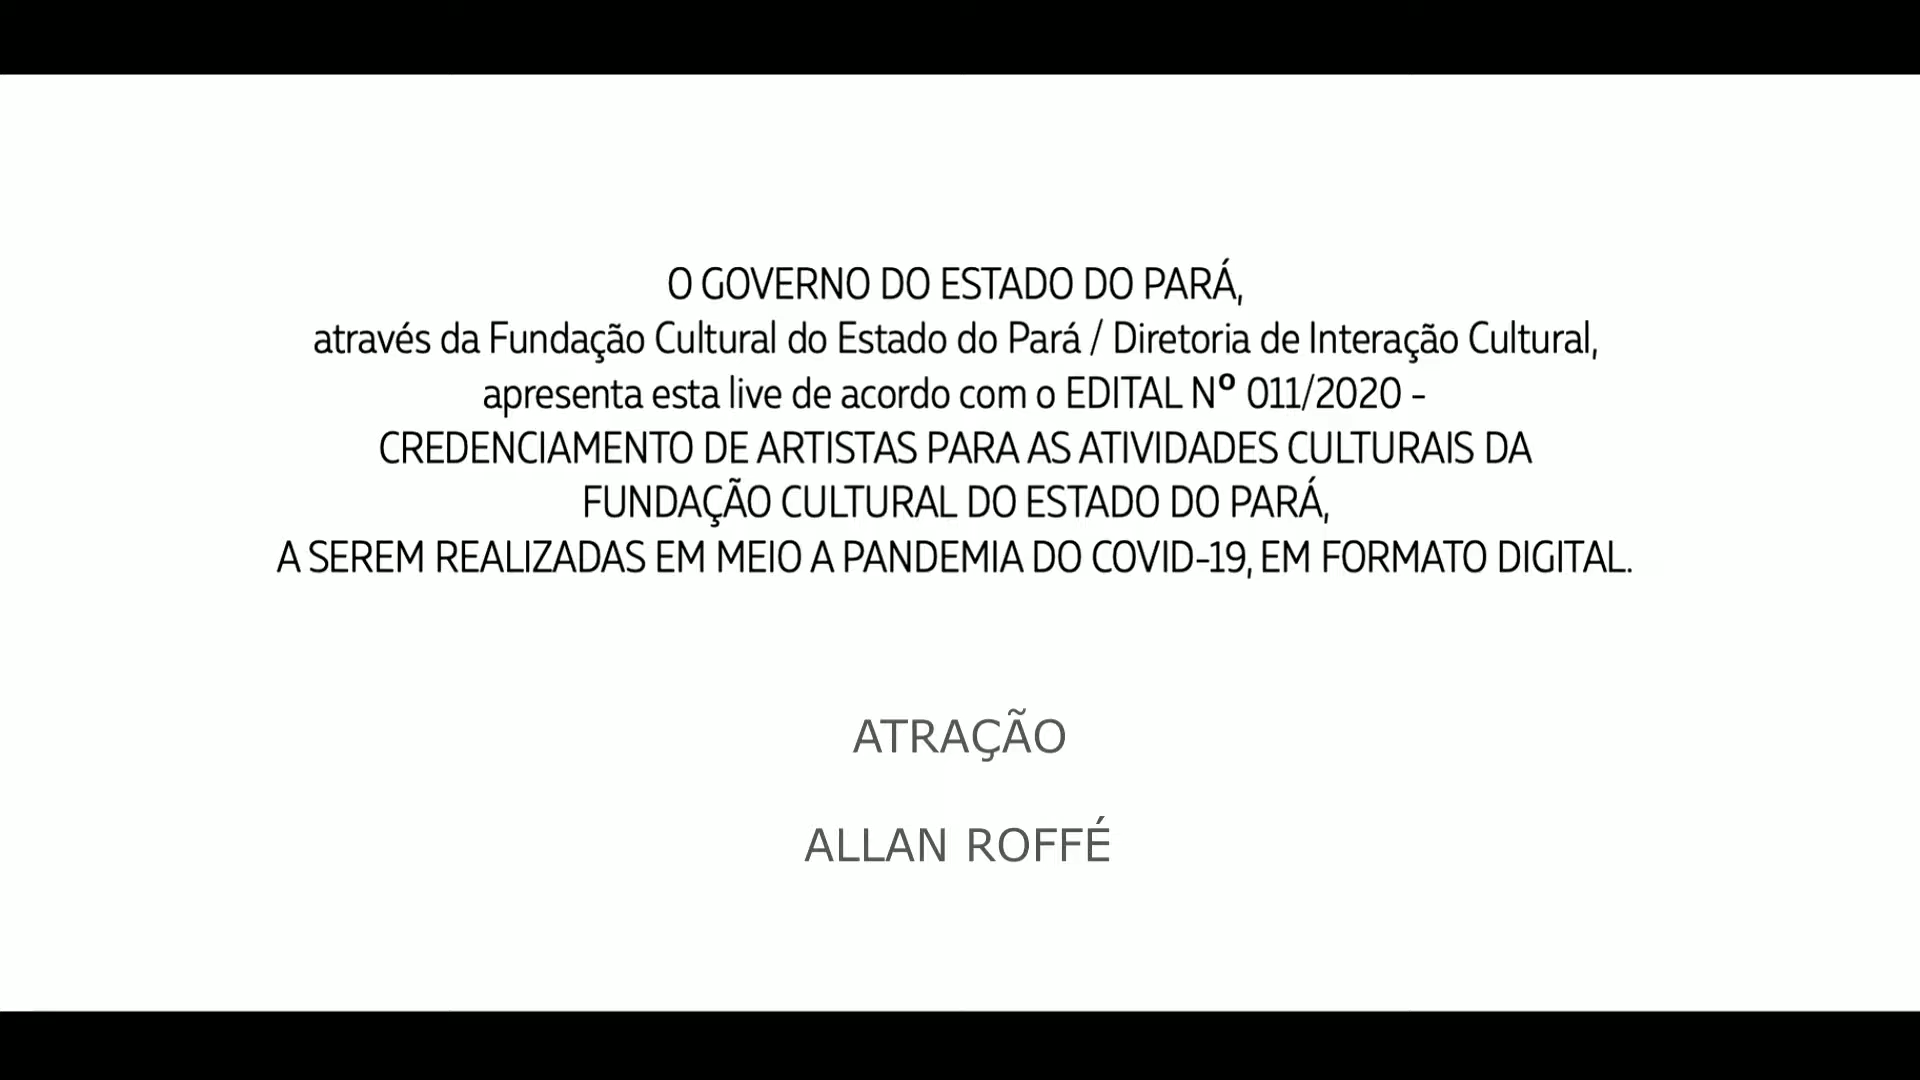 O GOVERNO DO ESTADO DO PARÁ,
através da Fundação Cultural do Estado do Pará / Diretoria de Interação Cultural,
apresenta esta live de acordo com o EDITAL Nº 011/2020 -
CREDENCIAMENTO DE ARTISTAS PARA AS ATIVIDADES CULTURAIS DA
FUNDAÇÃO CULTURAL DO ESTADO DO PARÁ,
A SEREM REALIZADAS EM MEIO A PANDEMIA DO COVID-19, EM FORMATO DIGITAL.
ATRAÇÃO
ALLAN ROFFÉ